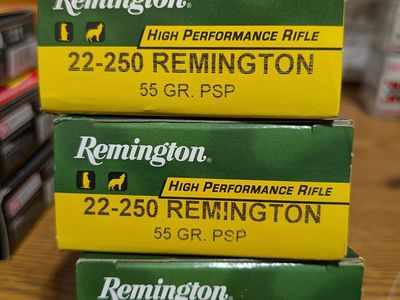 Remington®
HIGH PERFORMANCE RIFLE
22-250 REMINGTON
55 GR. PSP
Remington®
HIGH PERFORMANCE RIFLE
22-250 REMINGTON
55 GR. PSP
Remington®